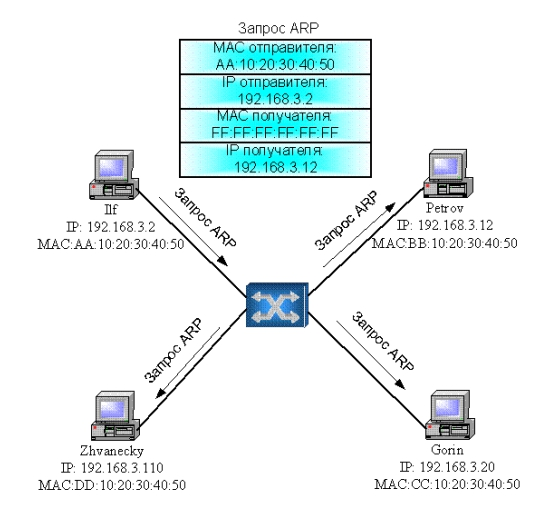 Запрос ARP
MAC отправителя:
AA:10:20:30:40:50
IP отправителя:
192.168.3.2
MAC получателя:
FF:FF:FF:FF:FF:FF
IP получателя:
192.168.3.12
Ilf
IP: 192.168.3.2
MAC:AA:10:20:30:40:50
Запрос ARP
Запрос ARP
Petrov
IP: 192.168.3.12
MAC:BB:10:20:30:40:50
Запрос ARP
Запрос ARP
Zhvanecky
IP: 192.168.3.110
MAC:DD:10:20:30:40:50
Gorin
IP: 192.168.3.20
MAC:CC:10:20:30:40:50